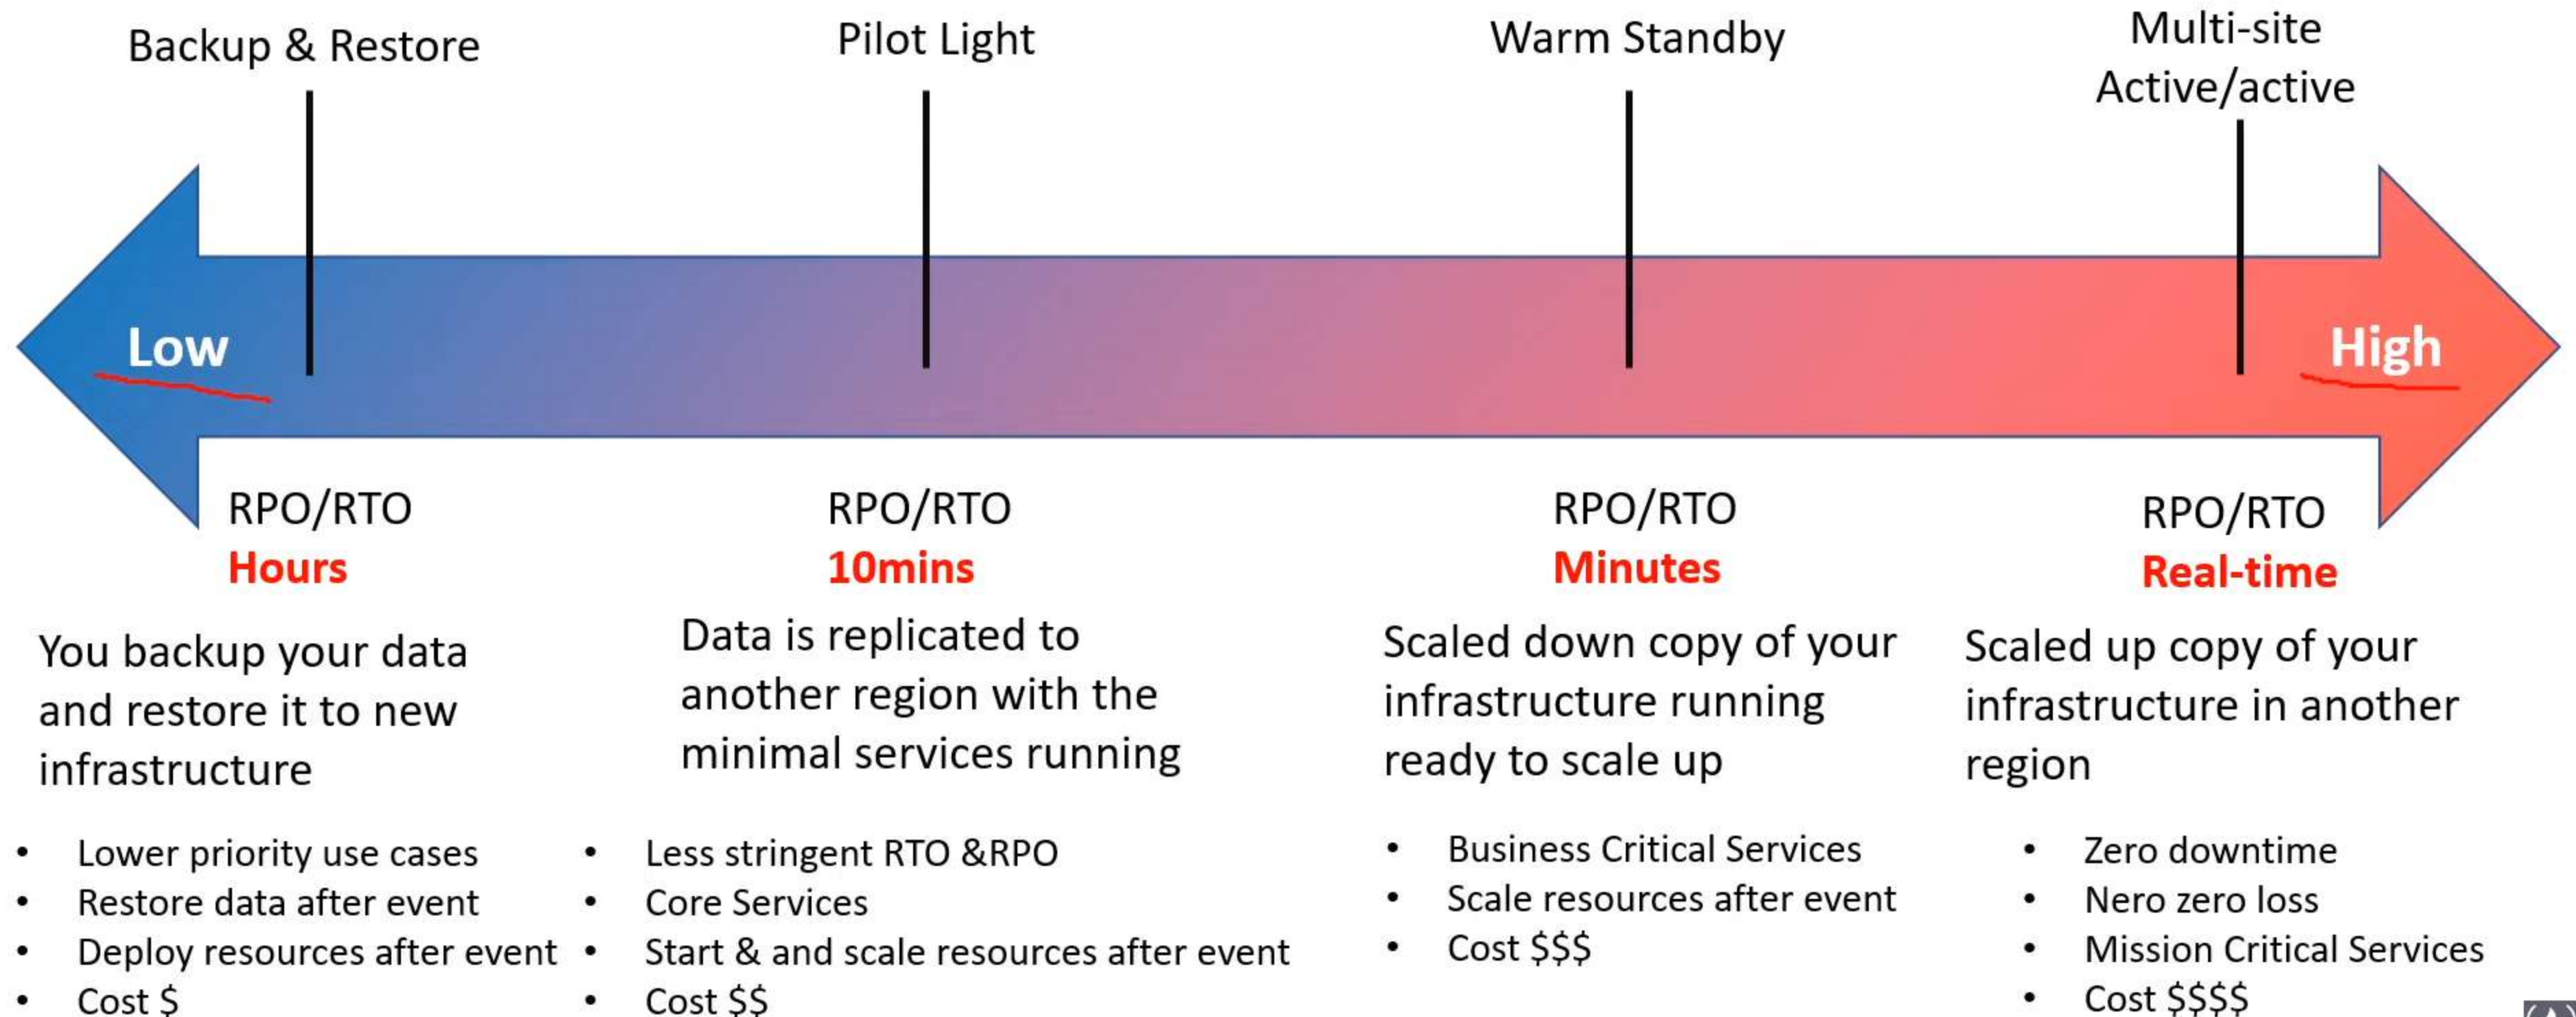 Backup & Restore
Pilot Light
Warm Standby
Multi-site
Active/active
Low
High
RPO/RTO
Hours
You backup your data
and restore it to new
infrastructure
• Lower priority use cases
• Restore data after event
• Deploy resources after event
• Cost $
RPO/RTO
10mins
Data is replicated to
another region with the
minimal services running
• Less stringent RTO &RPO
• Core Services
• Start & and scale resources after event
• Cost $$
RPO/RTO
Minutes
Scaled down copy of your
infrastructure running
ready to scale up
• Business Critical Services
• Scale resources after event
• Cost $$$
RPO/RTO
Real-time
Scaled up copy of your
infrastructure in another
region
• Zero downtime
• Nero zero loss
• Mission Critical Services
• Cost $$$$